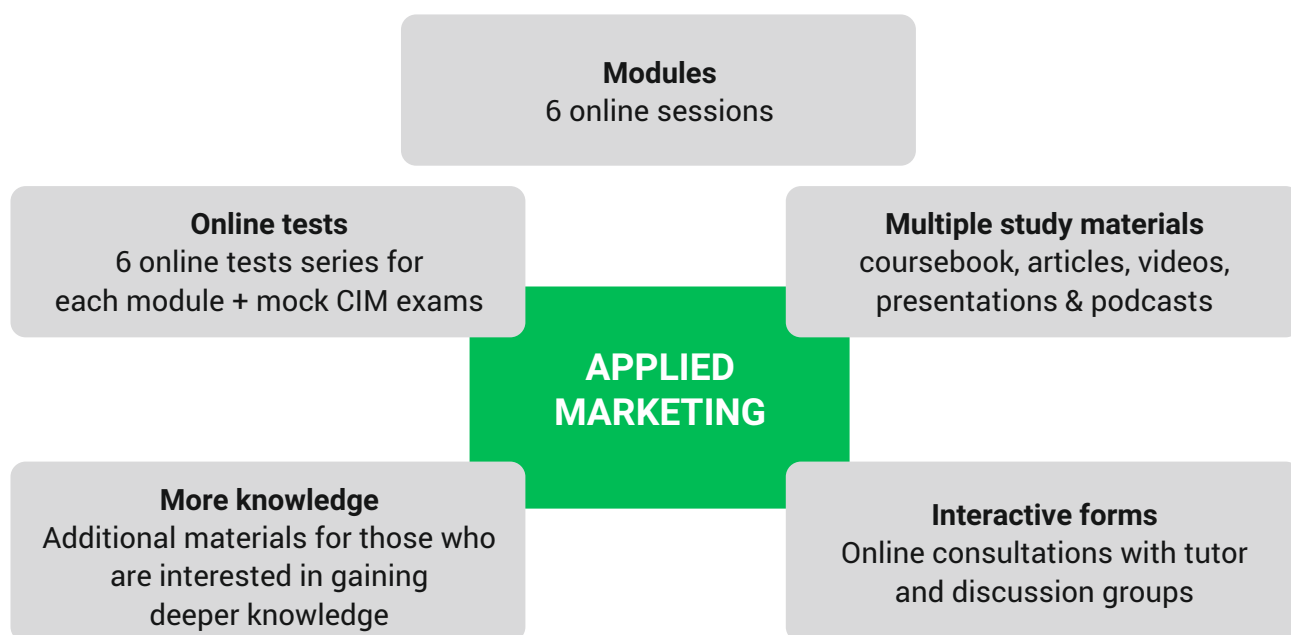 Modules
6 online sessions
Online tests
6 online tests series for
each module + mock CIM exams
Multiple study materials
coursebook, articles, videos,
presentations & podcasts
APPLIED
MARKETING
More knowledge
Additional materials for those who
are interested in gaining
deeper knowledge
Interactive forms
Online consultations with tutor
and discussion groups